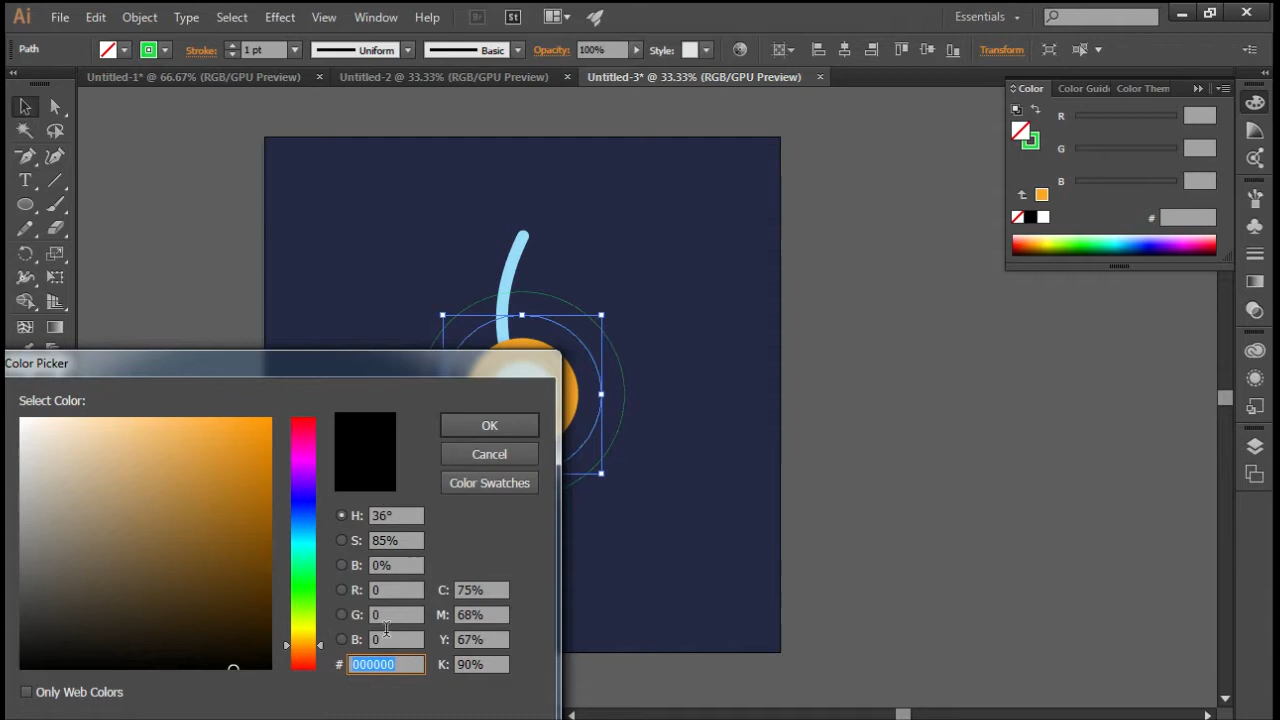 Ai File Edit Object Type Select Effect View Window Help Br St Essentials
Path Stroke: 1 pt Uniform Basic Opacity: 100% Style: Transform
Untitled-1* @ 66.67% (RGB/GPU Preview) × Untitled-2 @ 33.33% (RGB/GPU Preview) × Untitled-3* @ 33.33% (RGB/GPU Preview) ×
Color Color Guide Color Them
R
G
B
#
Color Picker
Select Color:
OK
Cancel
Color Swatches
H: 36°
S: 85%
B: 0%
R: 0 C: 75%
G: 0 M: 68%
B: 0 Y: 67%
# 000000 K: 90%
Only Web Colors